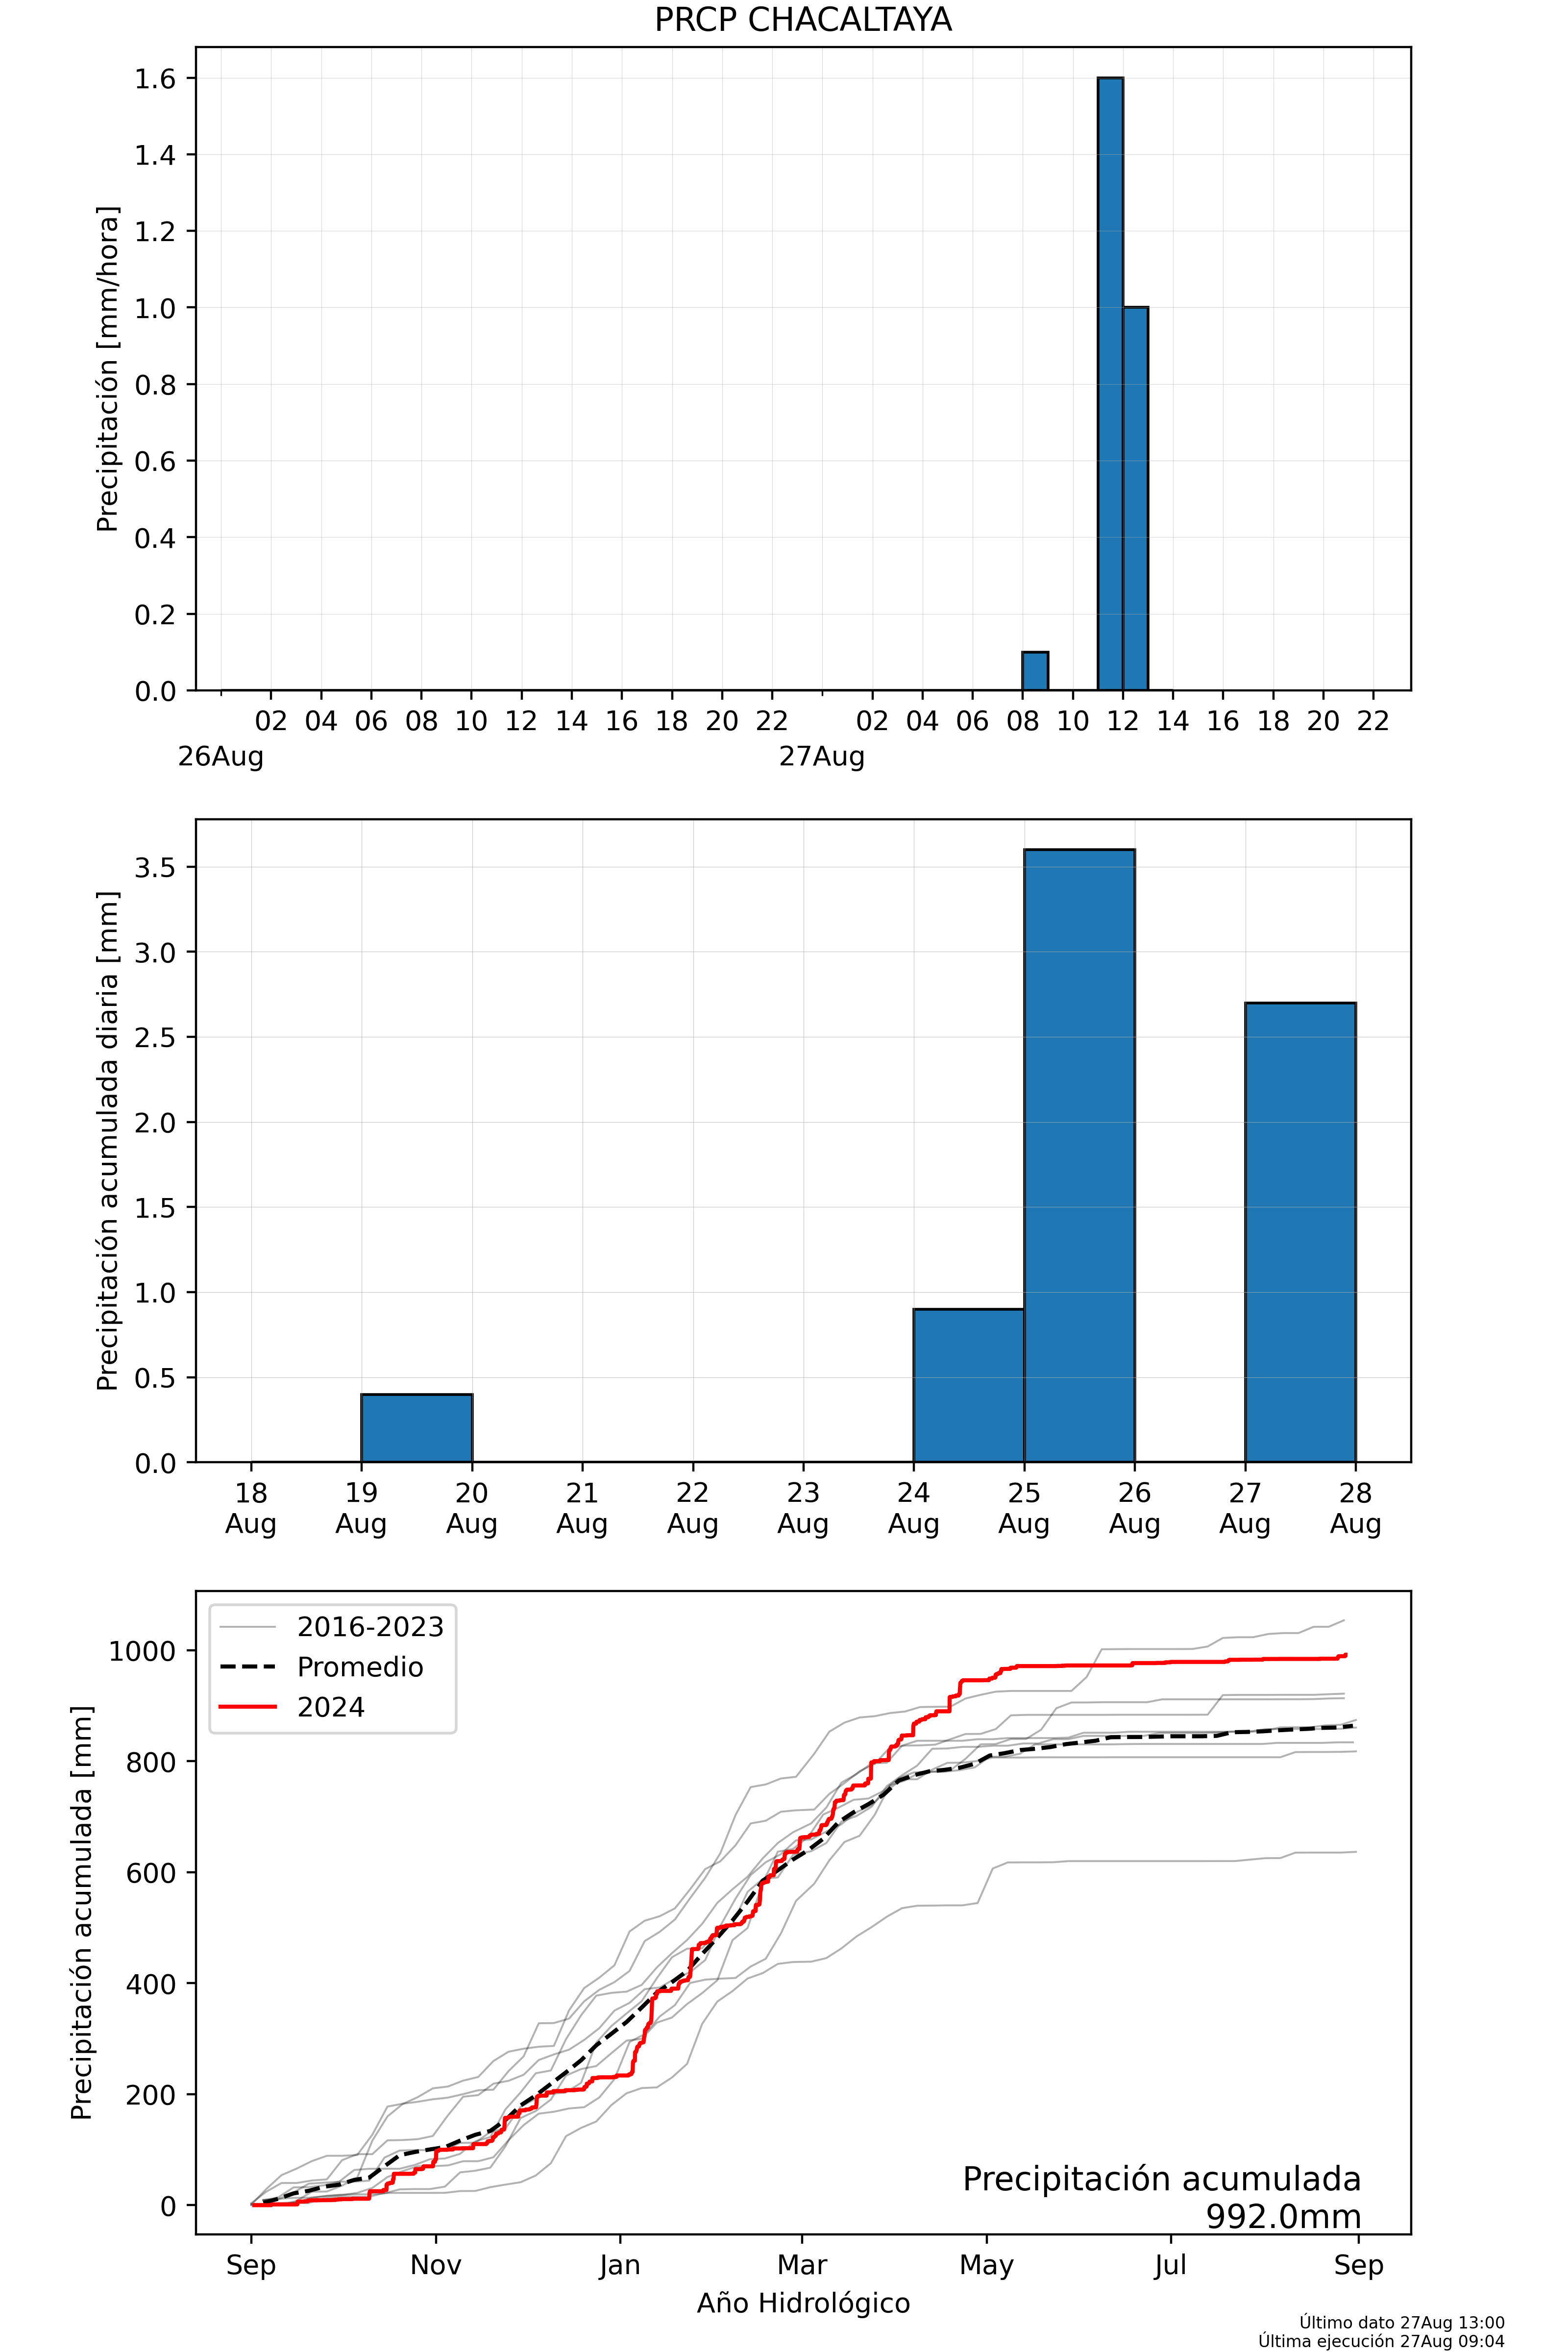 PRCP CHACALTAYA
Precipitación [mm/hora]
1.6
1.4
1.2
1.0
0.8
0.6
0.4
0.2
0.0
02 04 06 08 10 12 14 16 18 20 22 02 04 06 08 10 12 14 16 18 20 22
26Aug 27Aug
Precipitación acumulada diaria [mm]
3.5
3.0
2.5
2.0
1.5
1.0
0.5
0.0
18 19 20 21 22 23 24 25 26 27 28
Aug Aug Aug Aug Aug Aug Aug Aug Aug Aug Aug
Precipitación acumulada [mm]
1000
800
600
400
200
0
2016-2023
Promedio
2024
Precipitación acumulada
992.0mm
Sep Nov Jan Mar May Jul Sep
Año Hidrológico
Último dato 27Aug 13:00
Última ejecución 27Aug 09:04